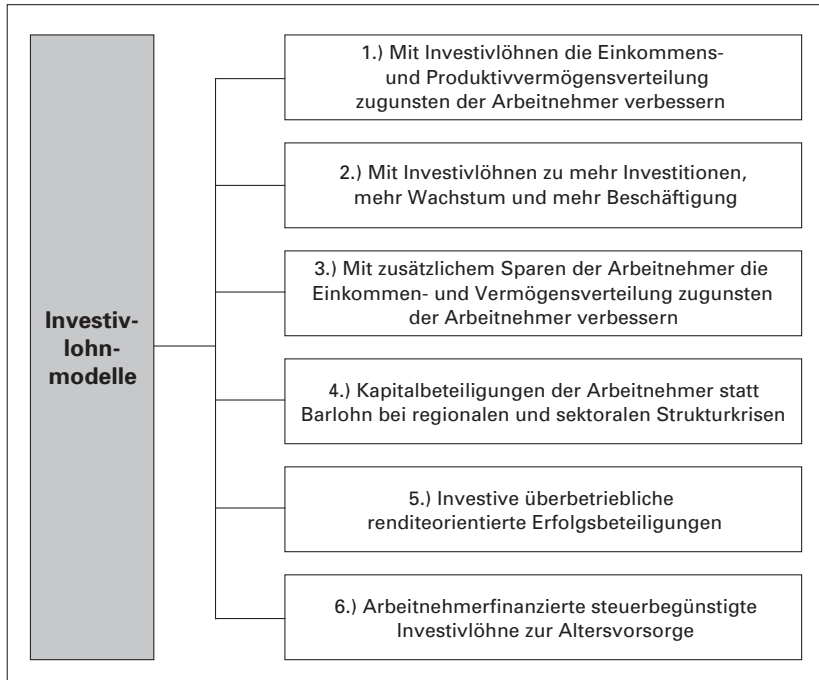 Investiv-
lohn-
modelle
1.) Mit Investivlöhnen die Einkommens-
und Produktivvermögensverteilung
zugunsten der Arbeitnehmer verbessern
2.) Mit Investivlöhnen zu mehr Investitionen,
mehr Wachstum und mehr Beschäftigung
3.) Mit zusätzlichem Sparen der Arbeitnehmer die
Einkommen- und Vermögensverteilung zugunsten
der Arbeitnehmer verbessern
4.) Kapitalbeteiligungen der Arbeitnehmer statt
Barlohn bei regionalen und sektoralen Strukturkrisen
5.) Investive überbetriebliche
renditeorientierte Erfolgsbeteiligungen
6.) Arbeitnehmerfinanzierte steuerbegünstigte
Investivlöhne zur Altersvorsorge